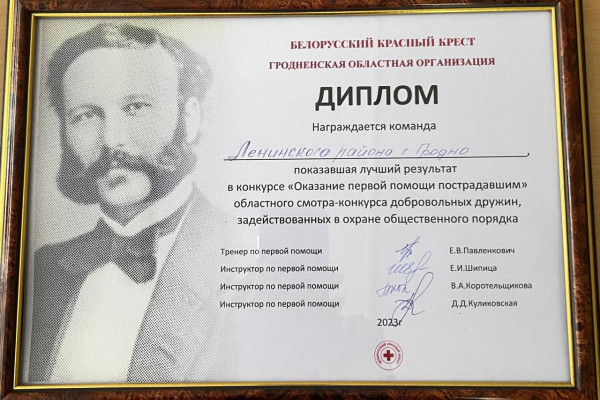 БЕЛОРУССКИЙ КРАСНЫЙ КРЕСТ
ГРОДНЕНСКАЯ ОБЛАСТНАЯ ОРГАНИЗАЦИЯ
ДИПЛОМ
Награждается команда
Ленинского района г. Гродно,
показавшая лучший результат
в конкурсе «Оказание первой помощи пострадавшим»
областного смотра-конкурса добровольных дружин,
задействованных в охране общественного порядка
Тренер по первой помощи Е.В.Павленкович
Инструктор по первой помощи Е.И.Шипица
Инструктор по первой помощи В.А.Коротельщикова
Инструктор по первой помощи Д.Д.Куликовская
2023г